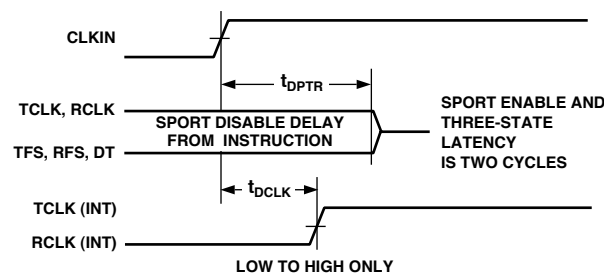 CLKIN
tDPTR
TCLK, RCLK
SPORT DISABLE DELAY
FROM INSTRUCTION
TFS, RFS, DT
SPORT ENABLE AND
THREE-STATE
LATENCY
IS TWO CYCLES
tDCLK
TCLK (INT)
RCLK (INT)
LOW TO HIGH ONLY